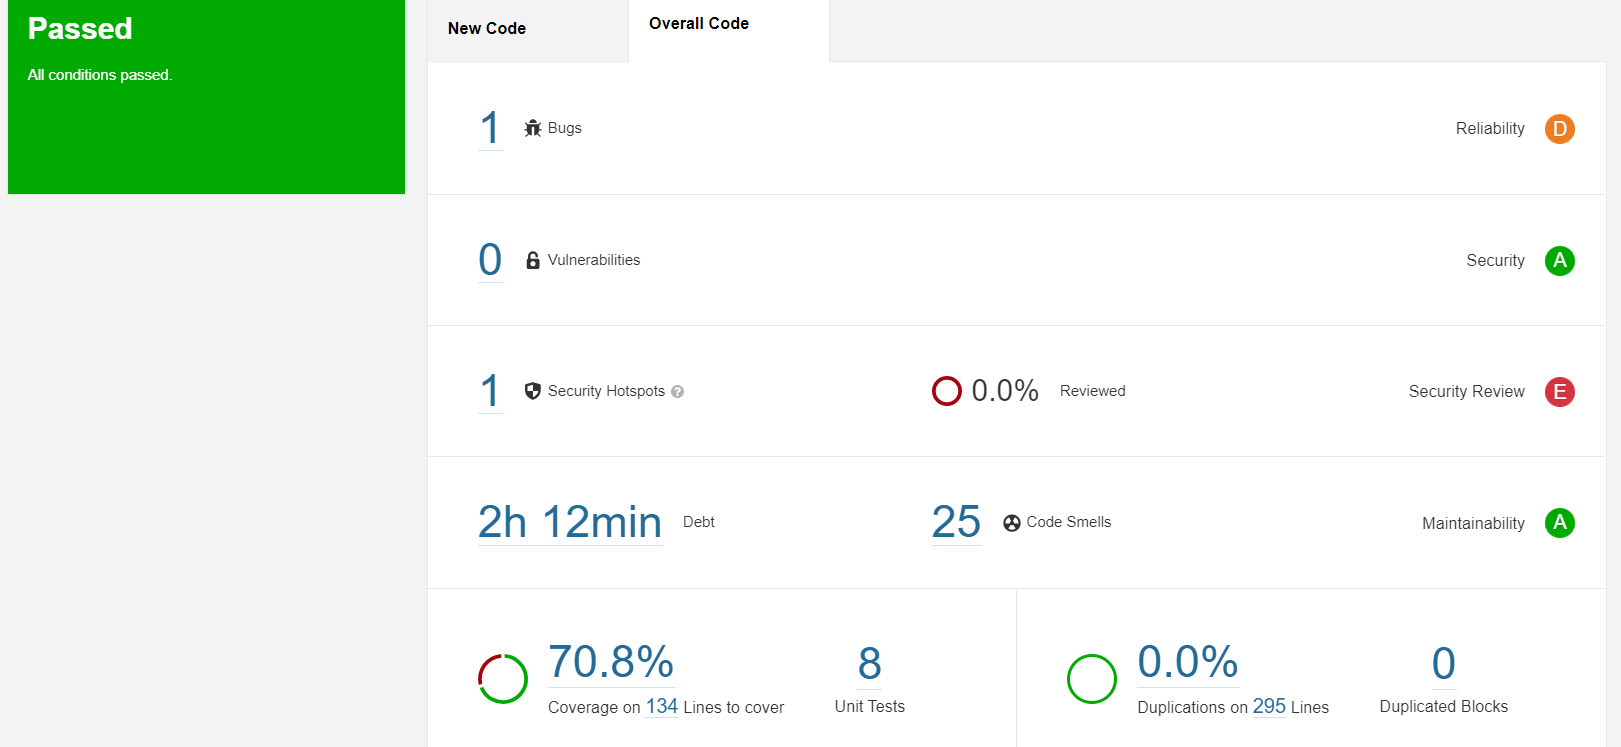 Passed
All conditions passed.
New Code
Overall Code
1 Bugs
Reliability D
0 Vulnerabilities
Security A
1 Security Hotspots ?
0.0% Reviewed
Security Review E
2h 12min Debt
25 Code Smells
Maintainability A
70.8%
Coverage on 134 Lines to cover
8
Unit Tests
0.0%
Duplications on 295 Lines
0
Duplicated Blocks